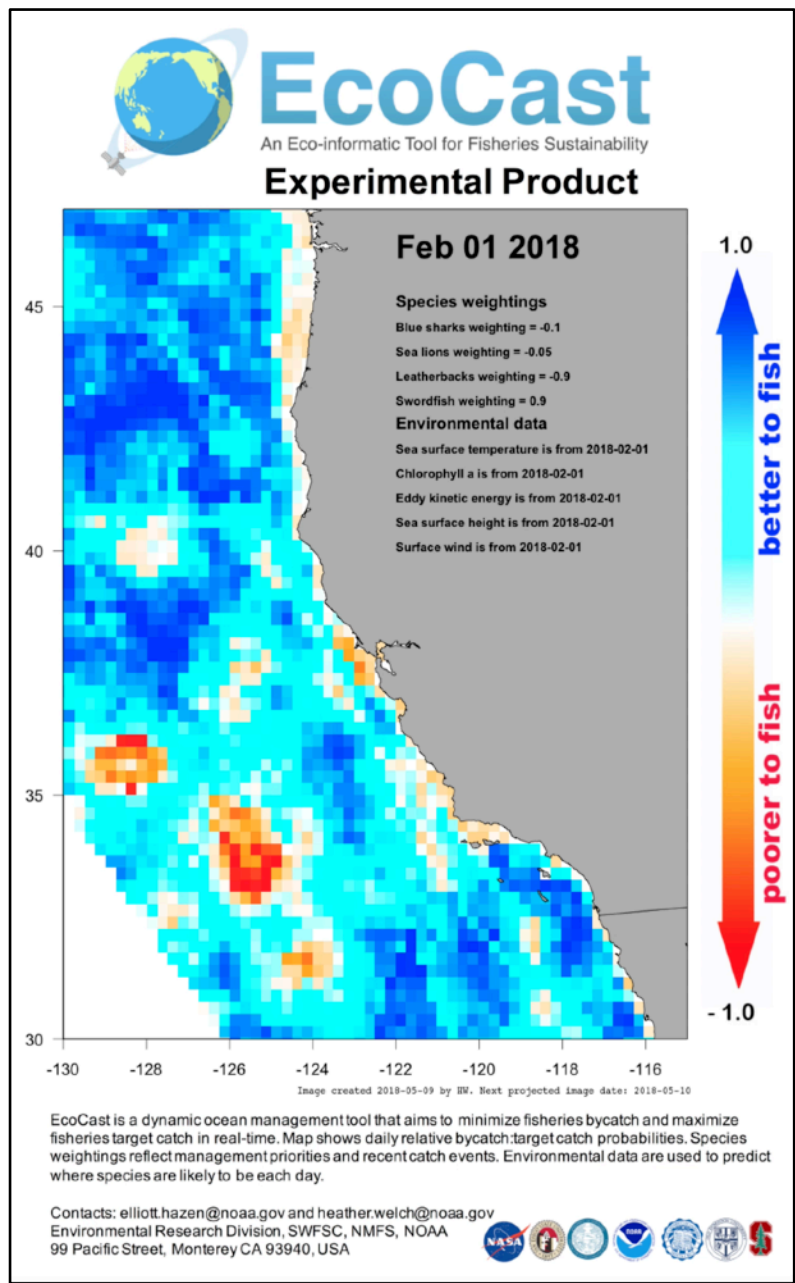 EcoCast
An Eco-informatic Tool for Fisheries Sustainability
Experimental Product
Feb 01 2018
Species weightings
Blue sharks weighting = -0.1
Sea lions weighting = -0.05
Leatherbacks weighting = -0.9
Swordfish weighting = 0.9
Environmental data
Sea surface temperature is from 2018-02-01
Chlorophyll a is from 2018-02-01
Eddy kinetic energy is from 2018-02-01
Sea surface height is from 2018-02-01
Surface wind is from 2018-02-01
45
40
35
30
-130
-128
-126
-124
-122
-120
-118
-116
1.0
better to fish
poorer to fish
- 1.0
Image created 2018-05-09 by HW. Next projected image date: 2018-05-10
EcoCast is a dynamic ocean management tool that aims to minimize fisheries bycatch and maximize
fisheries target catch in real-time. Map shows daily relative bycatch:target catch probabilities. Species
weightings reflect management priorities and recent catch events. Environmental data are used to predict
where species are likely to be each day.
Contacts: elliott.hazen@noaa.gov and heather.welch@noaa.gov
Environmental Research Division, SWFSC, NMFS, NOAA
99 Pacific Street, Monterey CA 93940, USA
NASA
NOAA
S